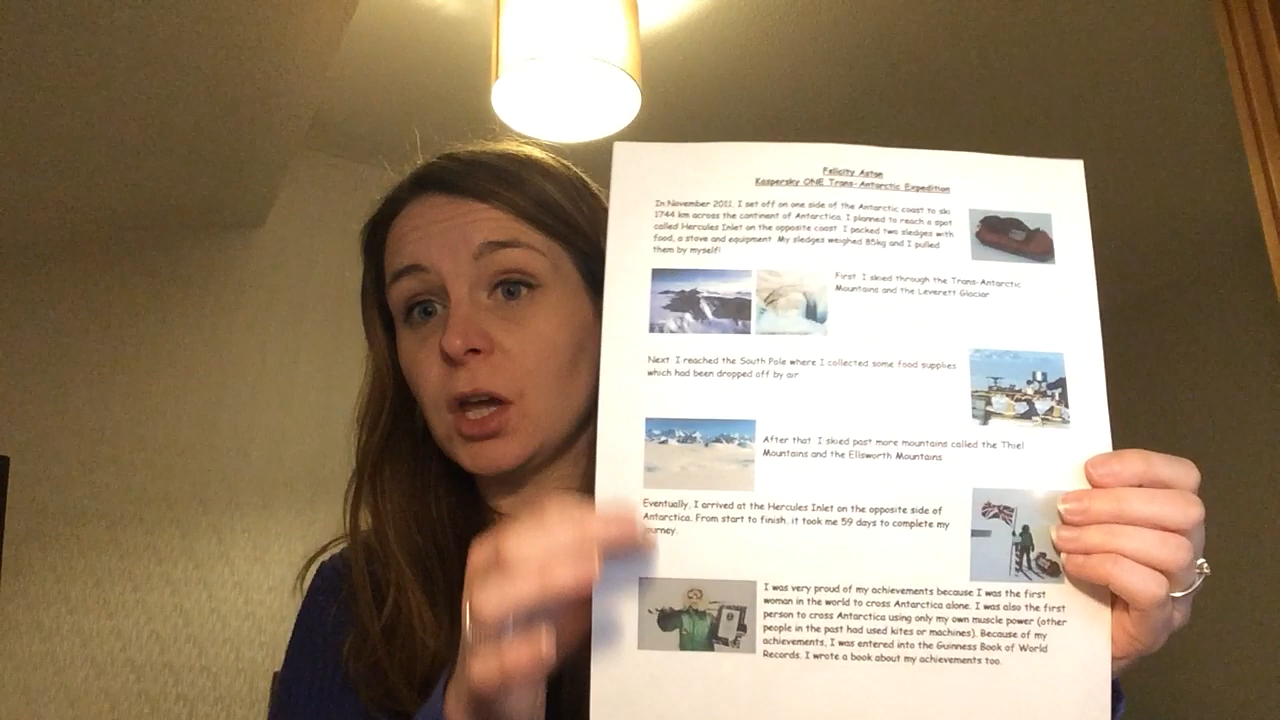 Felicity Aston
Kaspersky ONE Trans-Antarctic Expedition
In November 2011, I set off on one side of the Antarctic coast to ski
1744 km across the continent of Antarctica. I planned to reach a spot
called Hercules Inlet on the opposite coast. I packed two sledges with
food, a stove and equipment. My sledges weighed 85kg and I pulled
them by myself!
First, I skied through the Trans-Antarctic
Mountains and the Leverett Glaciar
Next, I reached the South Pole where I collected some food supplies
which had been dropped off by air
After that, I skied past more mountains called the Thiel
Mountains and the Ellsworth Mountains
Eventually, I arrived at the Hercules Inlet on the opposite side of
Antarctica. From start to finish, it took me 59 days to complete my
journey.
I was very proud of my achievements because I was the first
woman in the world to cross Antarctica alone. I was also the first
person to cross Antarctica using only my own muscle power (other
people in the past had used kites or machines). Because of my
achievements, I was entered into the Guinness Book of World
Records. I wrote a book about my achievements too.